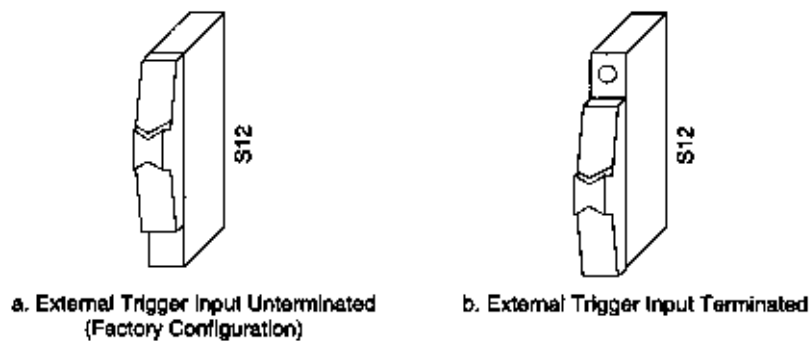 S12
S12
a. External Trigger Input Unterminated
(Factory Configuration)
b. External Trigger Input Terminated